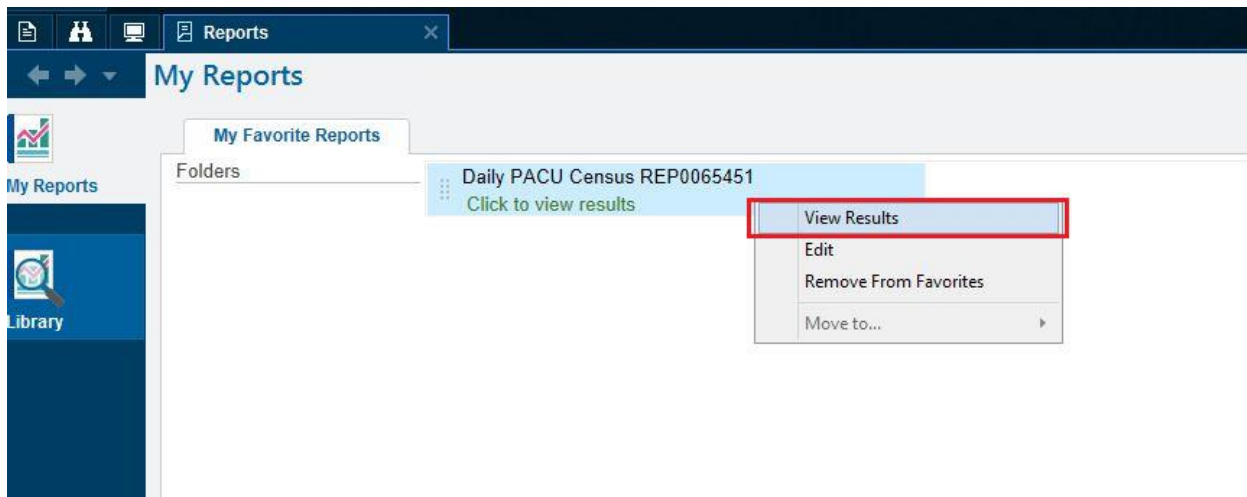 Reports
My Reports
My Favorite Reports
My Reports
Folders
Daily PACU Census REP0065451
Click to view results
View Results
Edit
Remove From Favorites
Move to...
Library